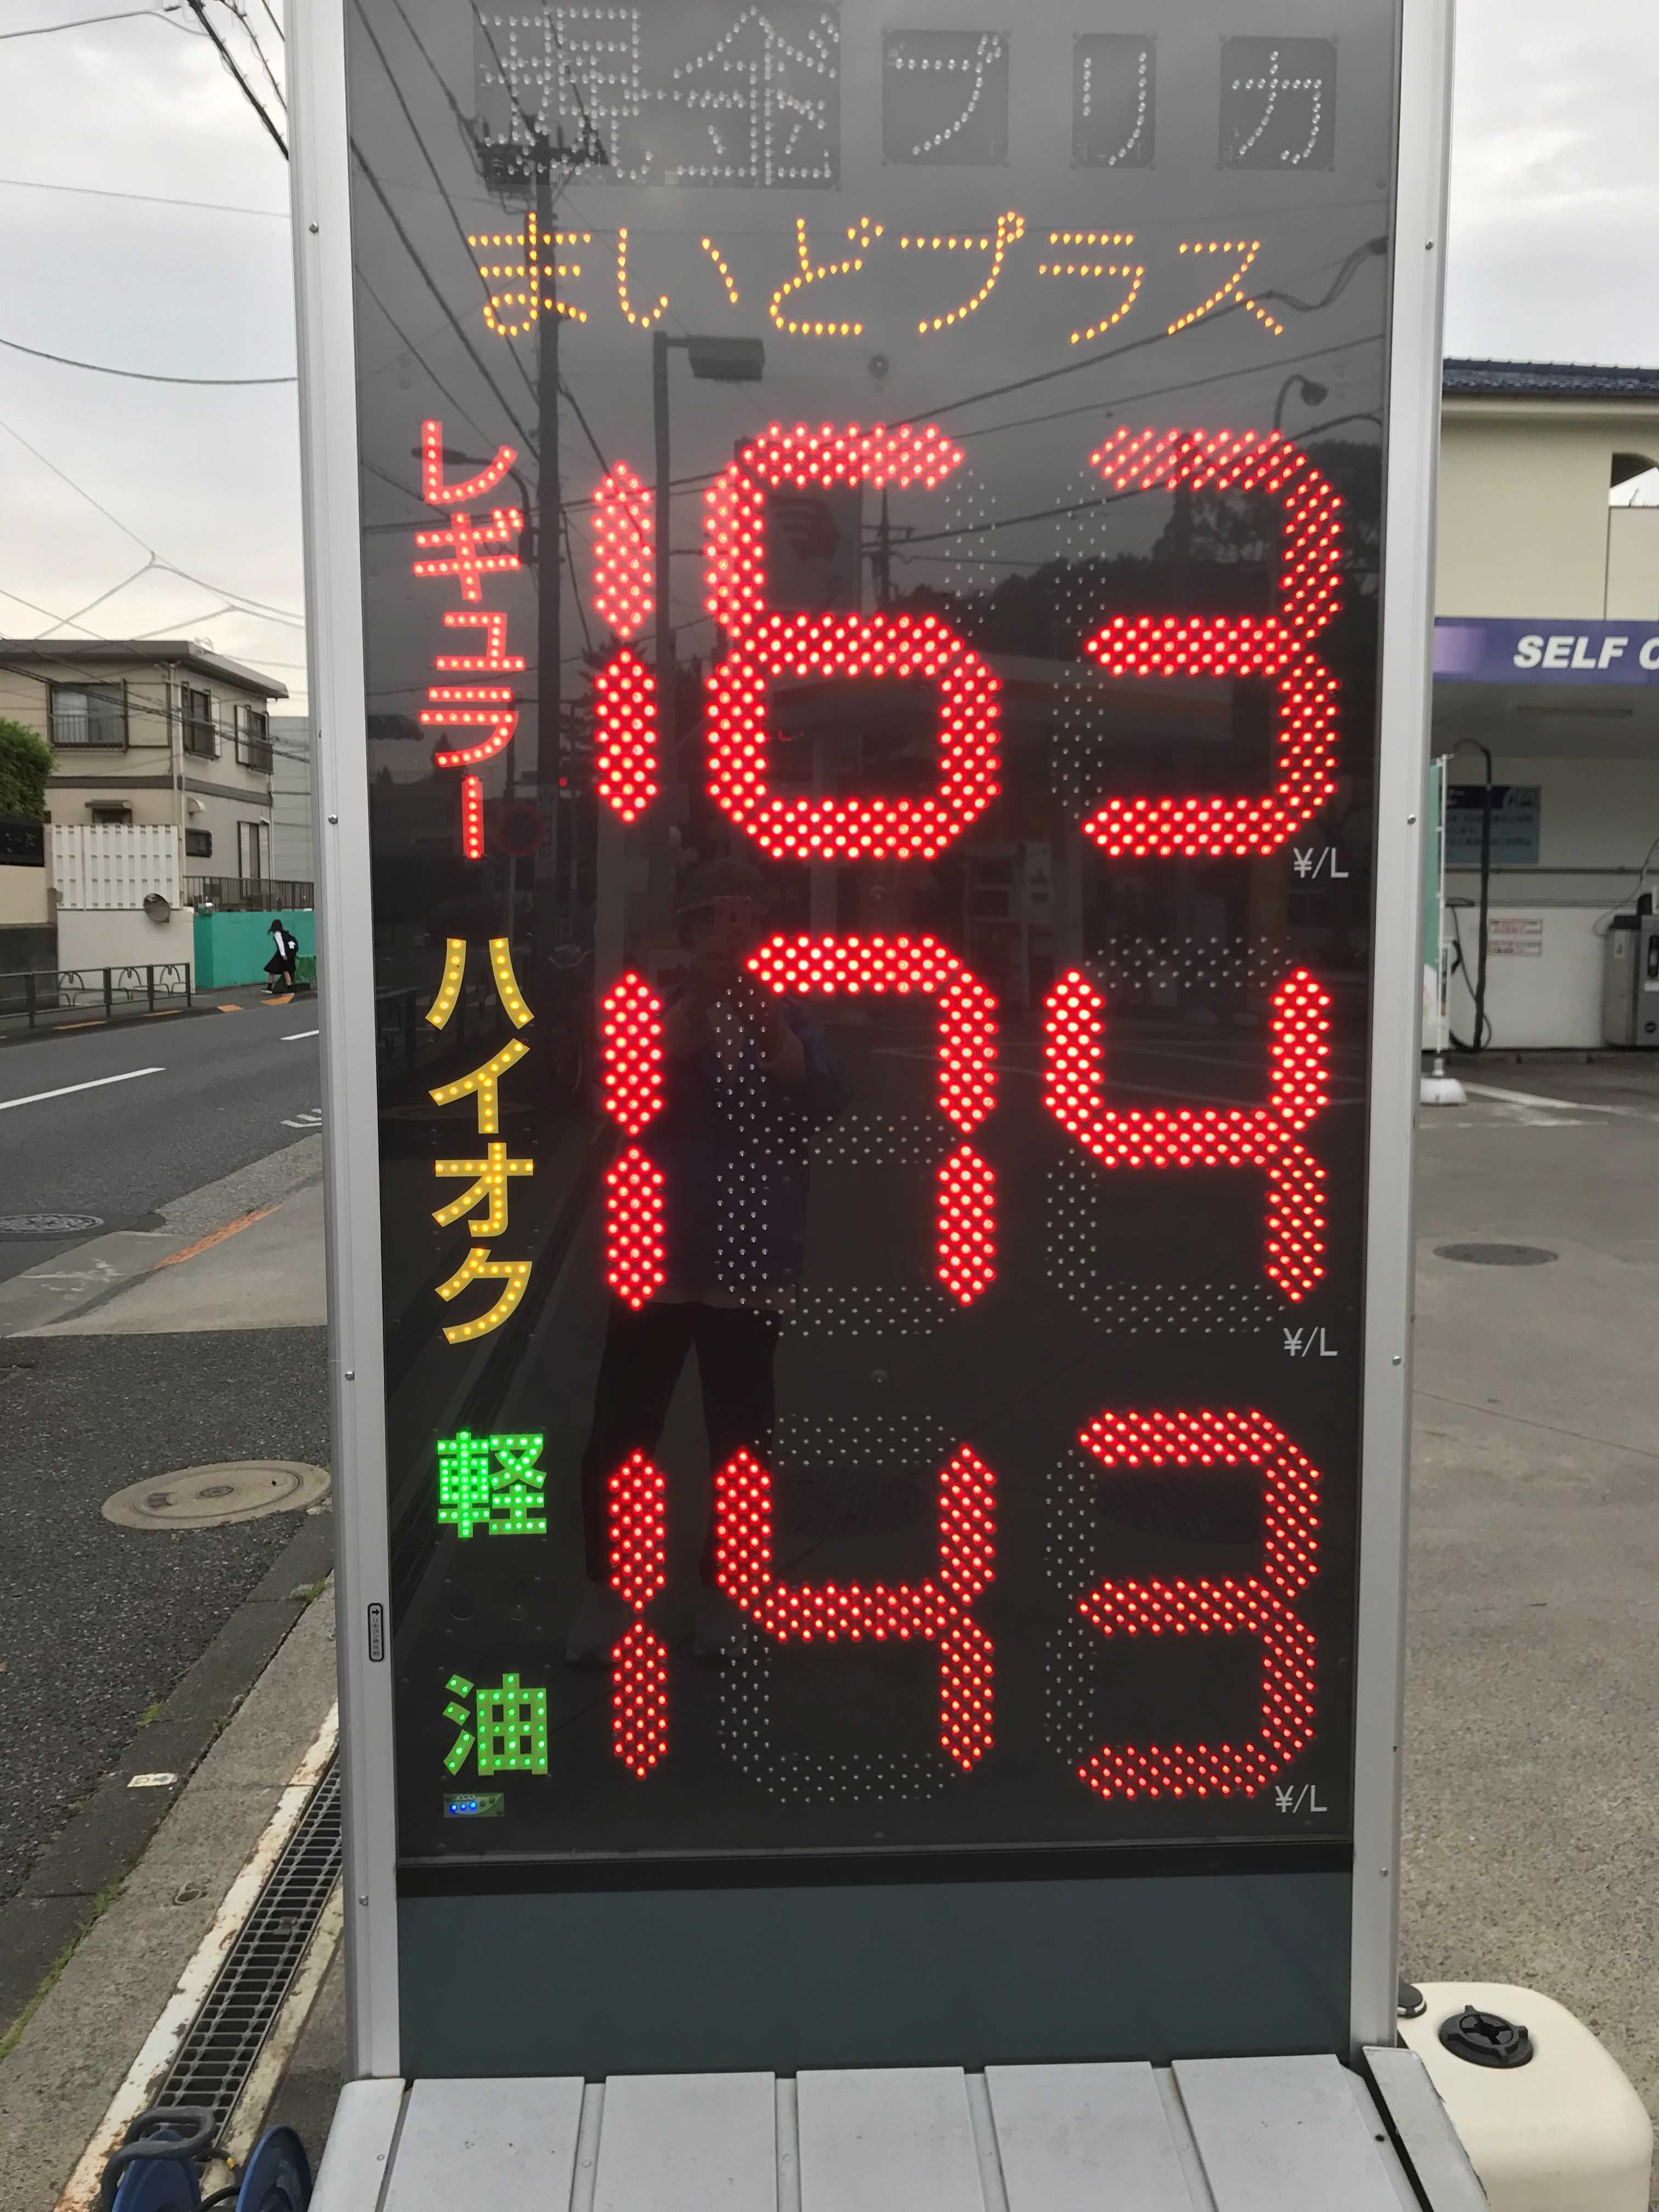 現金 プリカ
まいどプラス
レギュラー 163 ¥/L
SELF
ハイオク 174 ¥/L
軽油 143 ¥/L